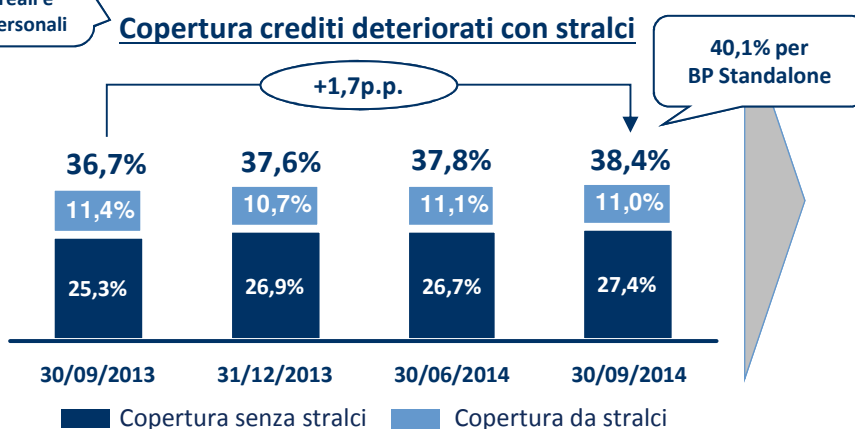 reali e
personali
Copertura crediti deteriorati con stralci
40,1% per
BP Standalone
+1,7p.p.
36,7%
37,6%
37,8%
38,4%
11,4%
10,7%
11,1%
11,0%
25,3%
26,9%
26,7%
27,4%
30/09/2013
31/12/2013
30/06/2014
30/09/2014
Copertura senza stralci
Copertura da stralci